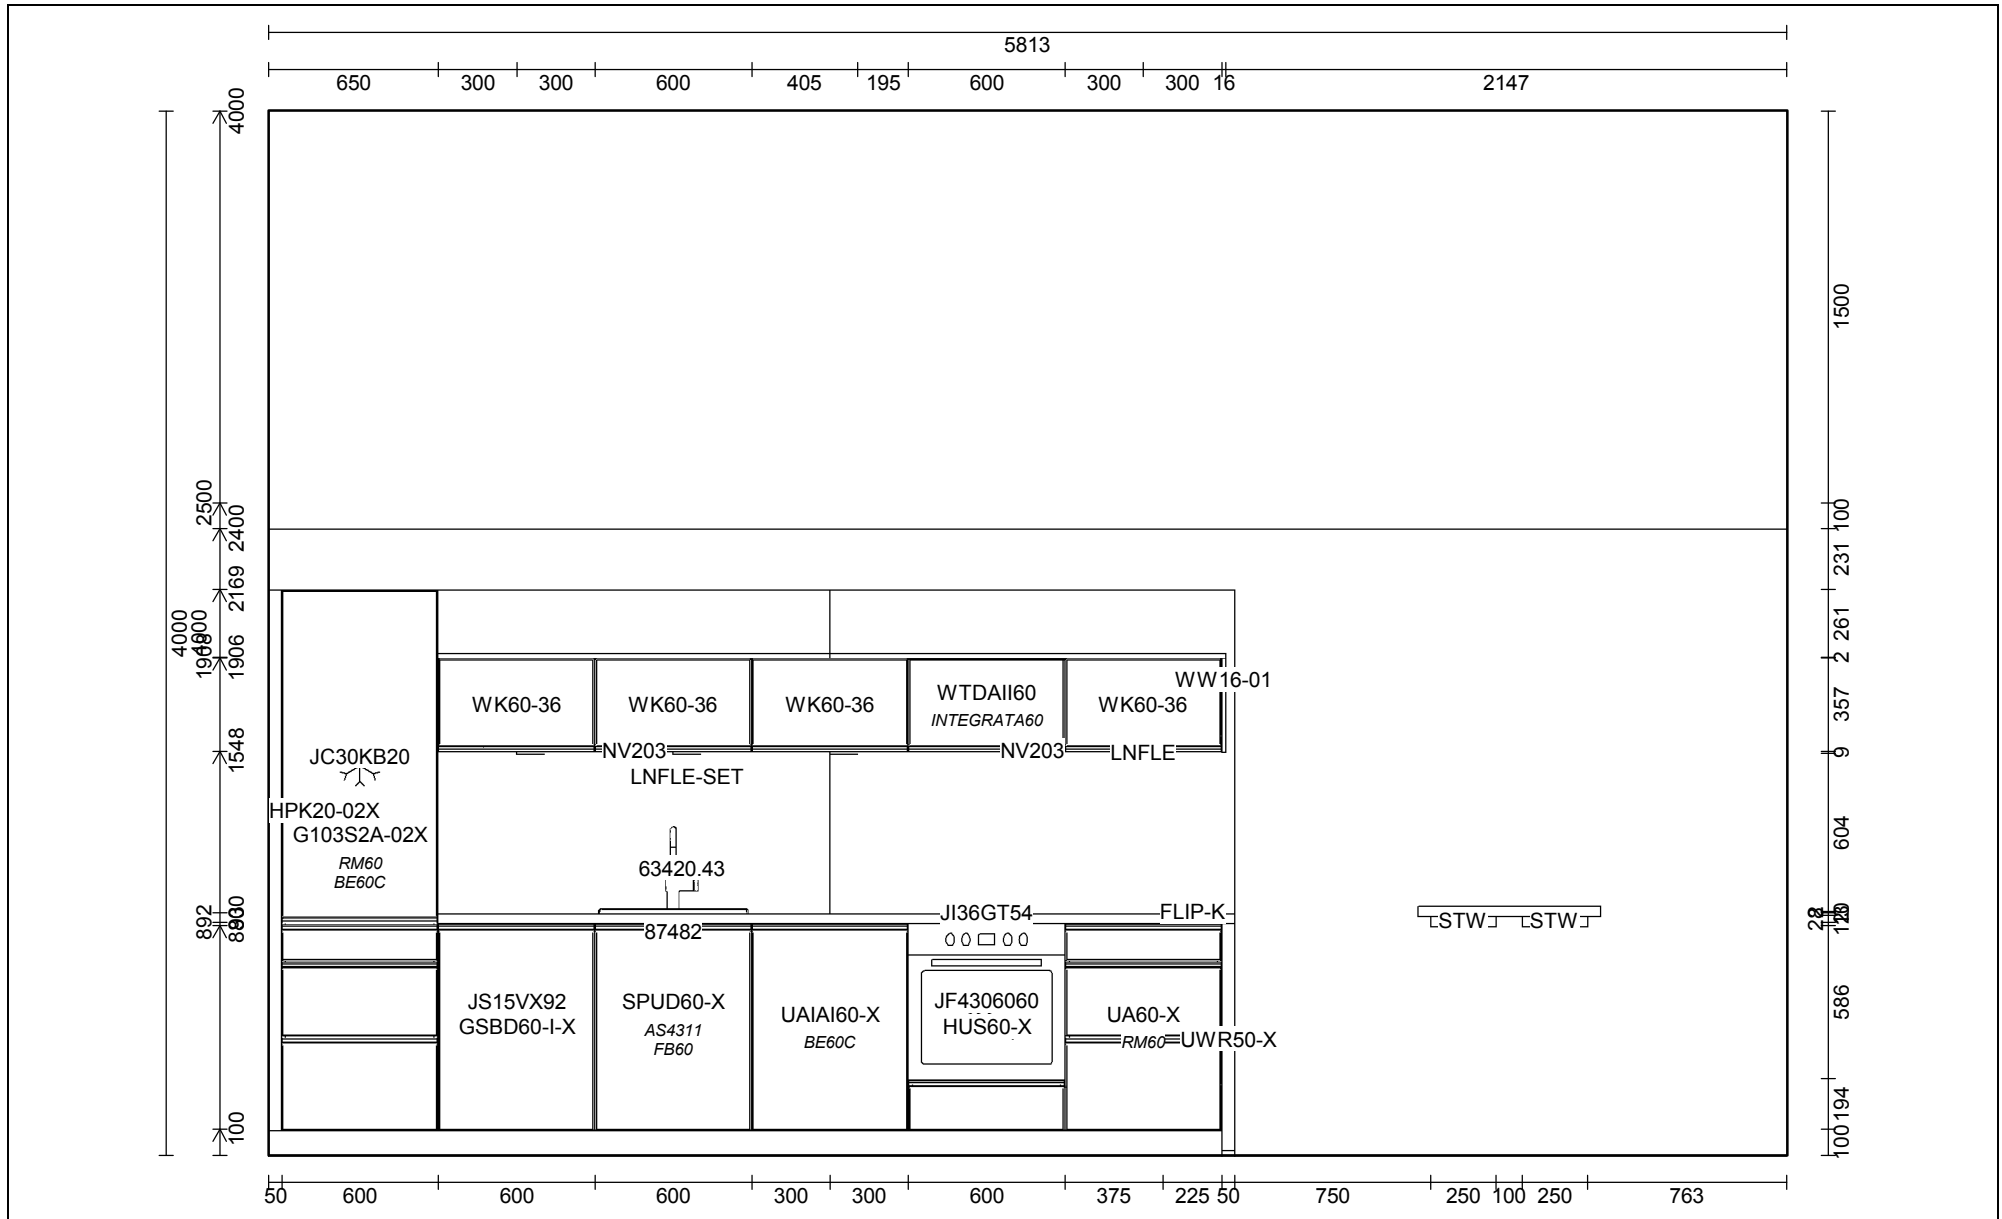 5813
650 300 300 600 405 195 600 300 300 16 2147
4000
2500
2400
2169
4000
4000
1908
1906
1548
892
100
1500
100
231
261
2
357
9
604
586
194
100
WK60-36 WK60-36 WK60-36 WTDAII60 WK60-36
INTEGRATA60
WW16-01
NV203 NV203 LNFLE
LNFLE-SET
JC30KB20
HPK20-02X
G103S2A-02X
RM60
BE60C
63420.43
87482
JI36GT54
FLIP-K
STW STW
JS15VX92
GSBD60-I-X
SPUD60-X
AS4311
FB60
UAIAI60-X
BE60C
JF4306060
HUS60-X
UA60-X
RM60
UWR50-X
50 600 600 600 300 300 600 375 225 50 750 250 100 250 763